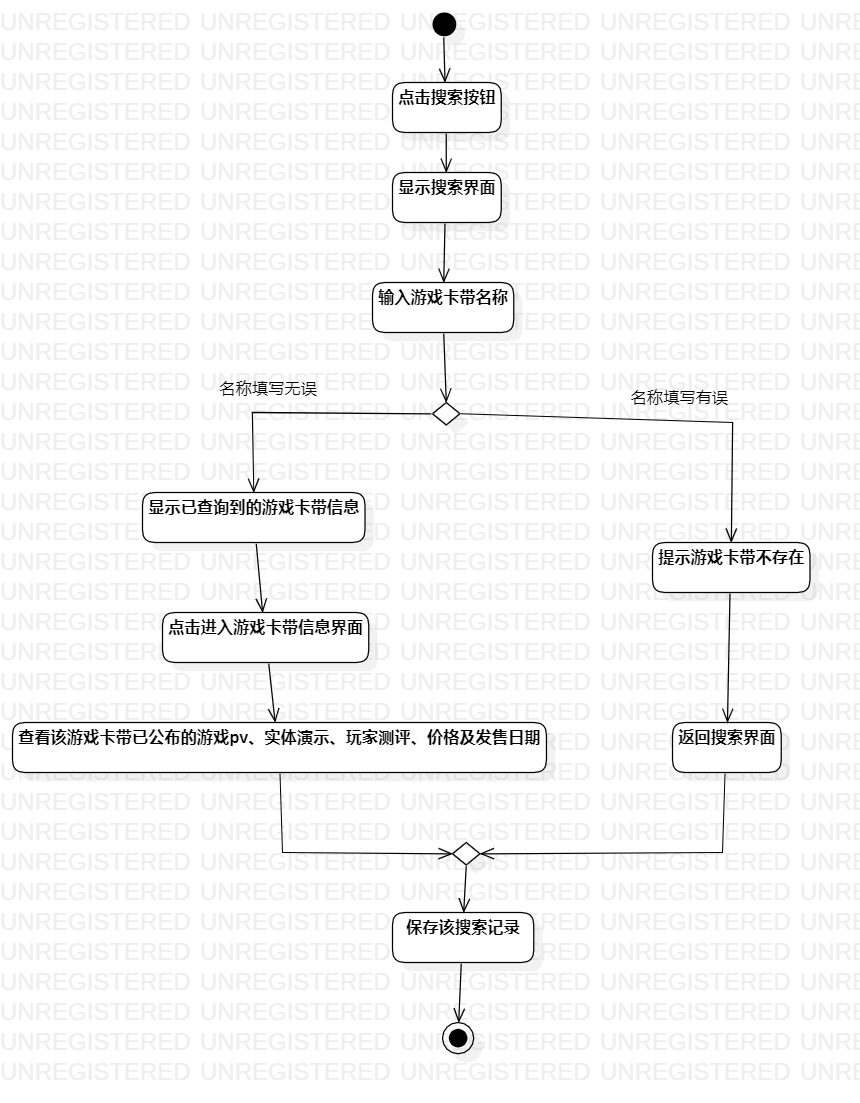 点击搜索按钮
显示搜索界面
输入游戏卡带名称
名称填写无误
名称填写有误
显示已查询到的游戏卡带信息
提示游戏卡带不存在
点击进入游戏卡带信息界面
查看该游戏卡带已公布的游戏pv、实体演示、玩家测评、价格及发售日期
返回搜索界面
保存该搜索记录
UNREGISTERED